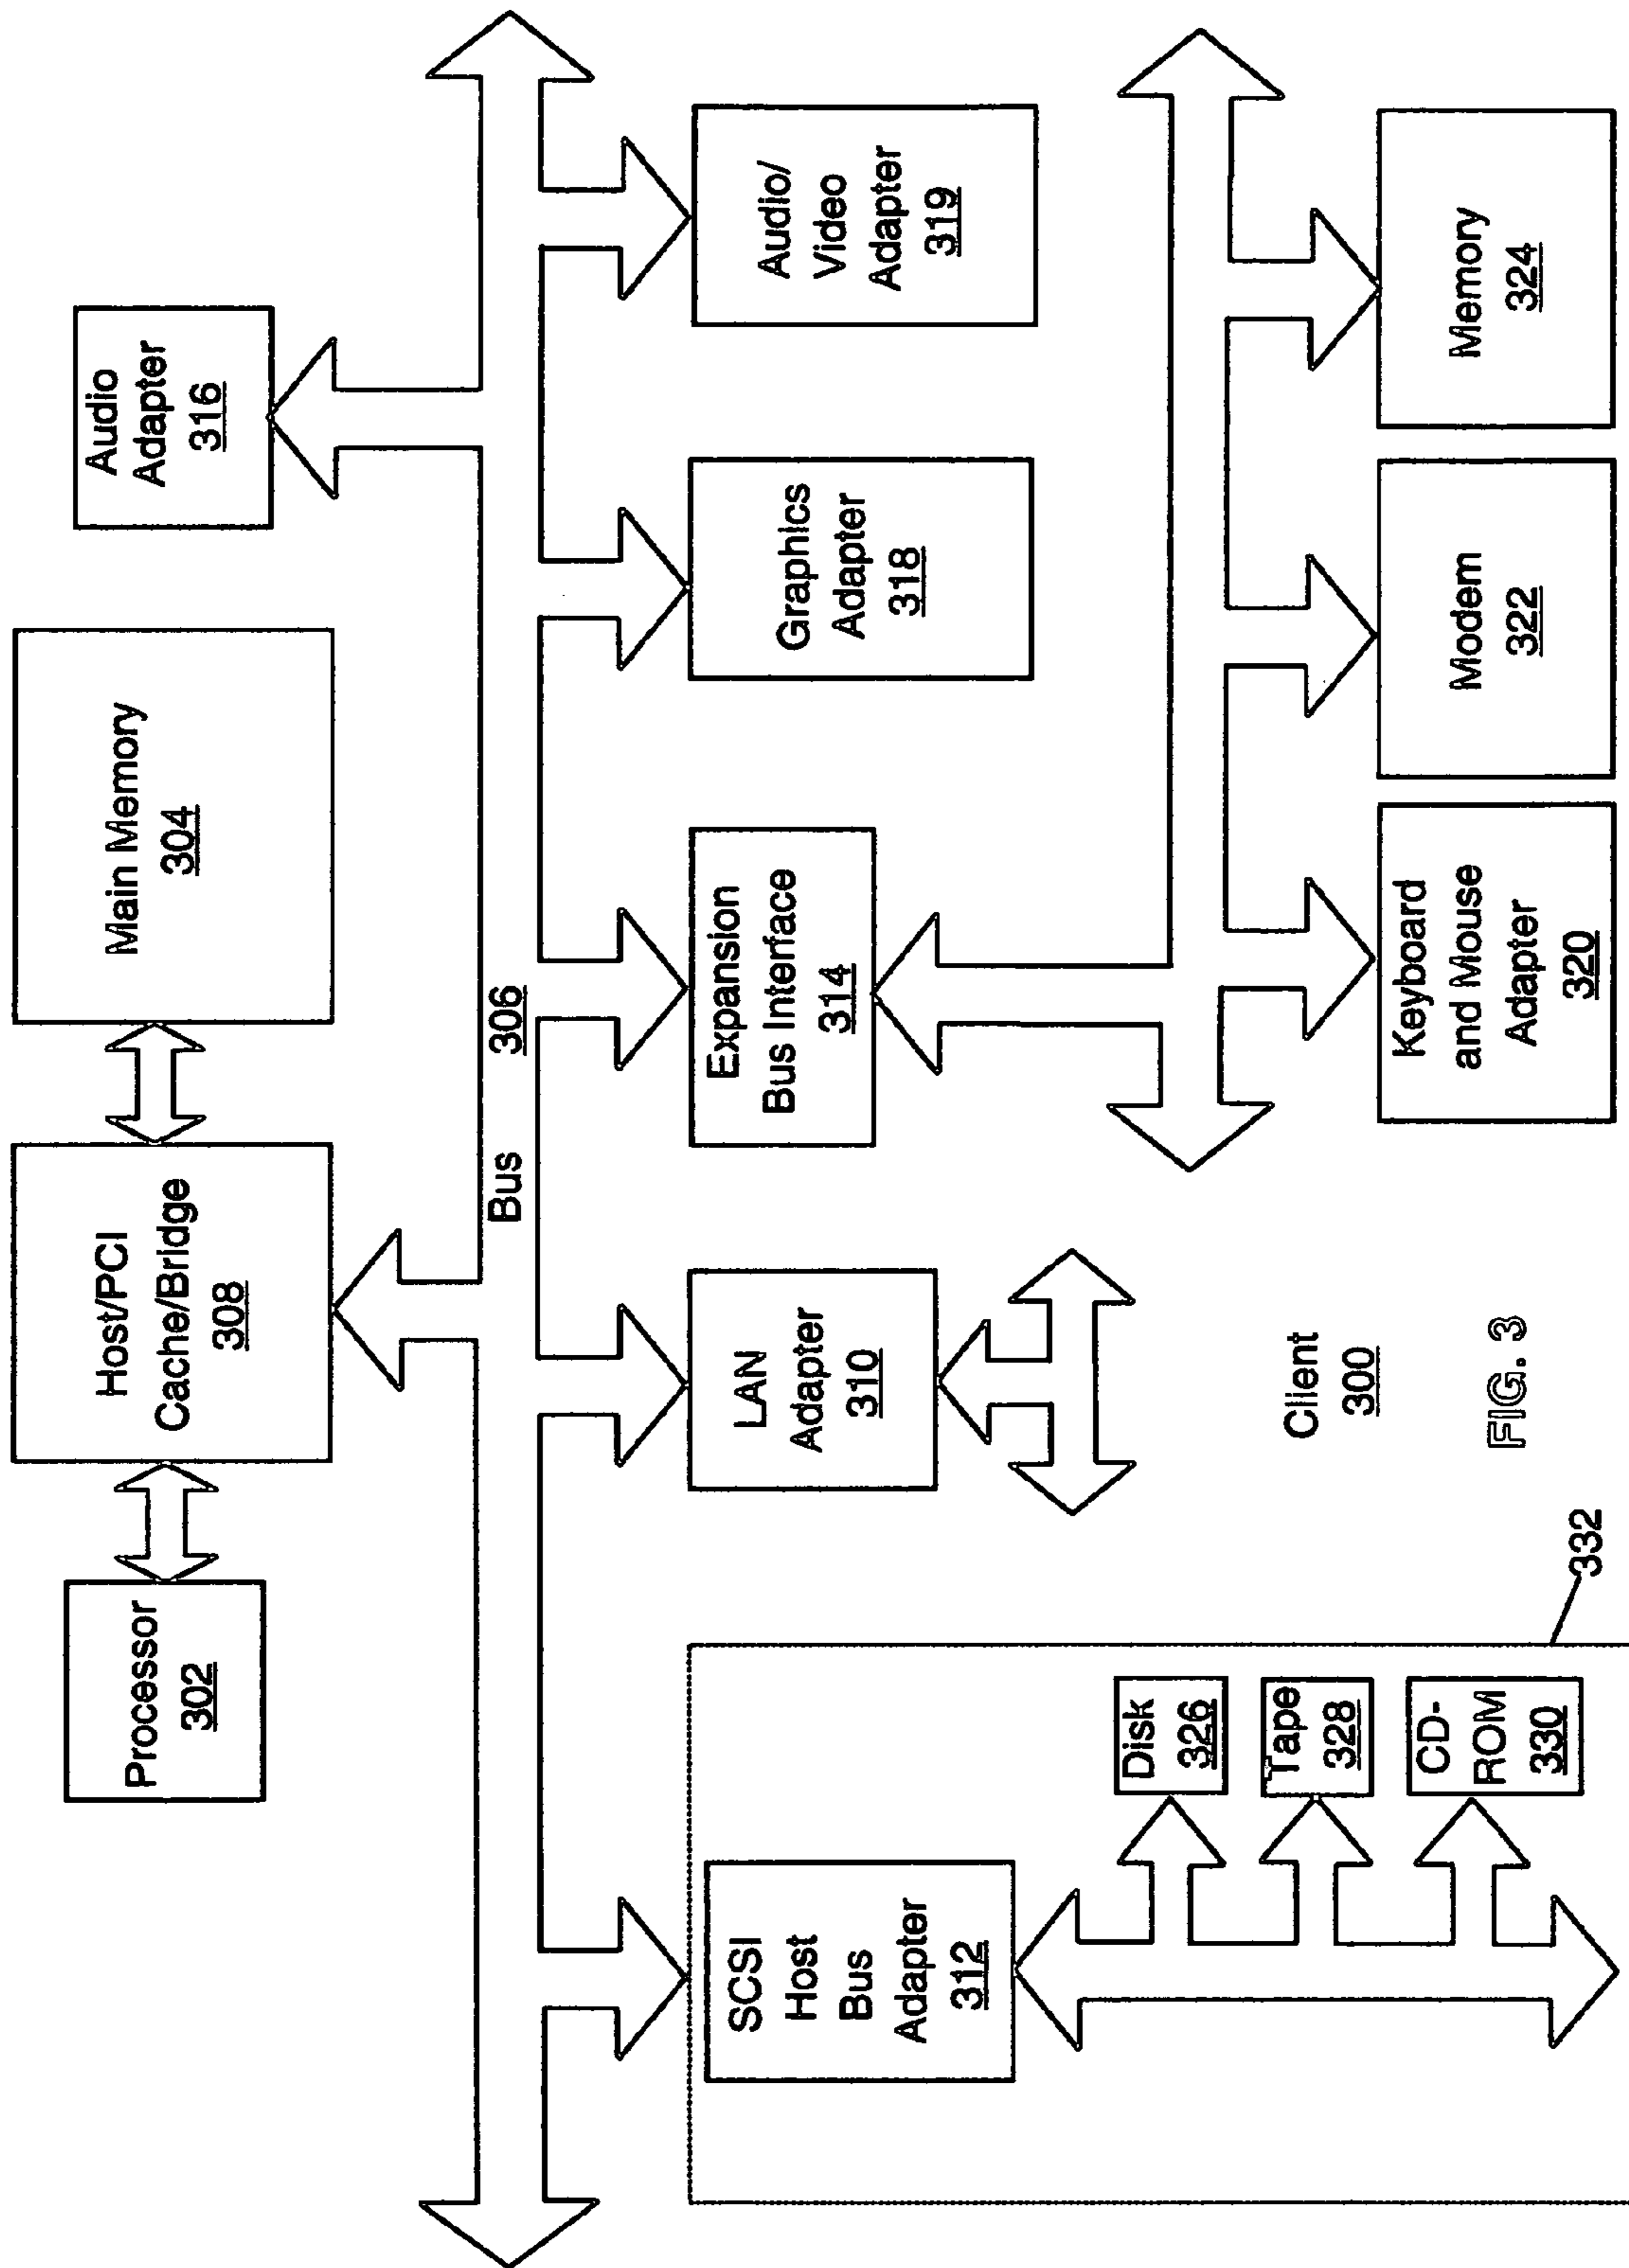 Processor
302
Host/PCI
Cache/Bridge
308
Main Memory
304
Audio
Adapter
316
Bus
306
SCSI
Host
Bus
Adapter
312
LAN
Adapter
310
Expansion
Bus Interface
314
Graphics
Adapter
318
Audio/
Video
Adapter
319
Disk
326
Tape
328
CD-
ROM
330
332
Client
300
Keyboard
and Mouse
Adapter
320
Modem
322
Memory
324
FIG. 3